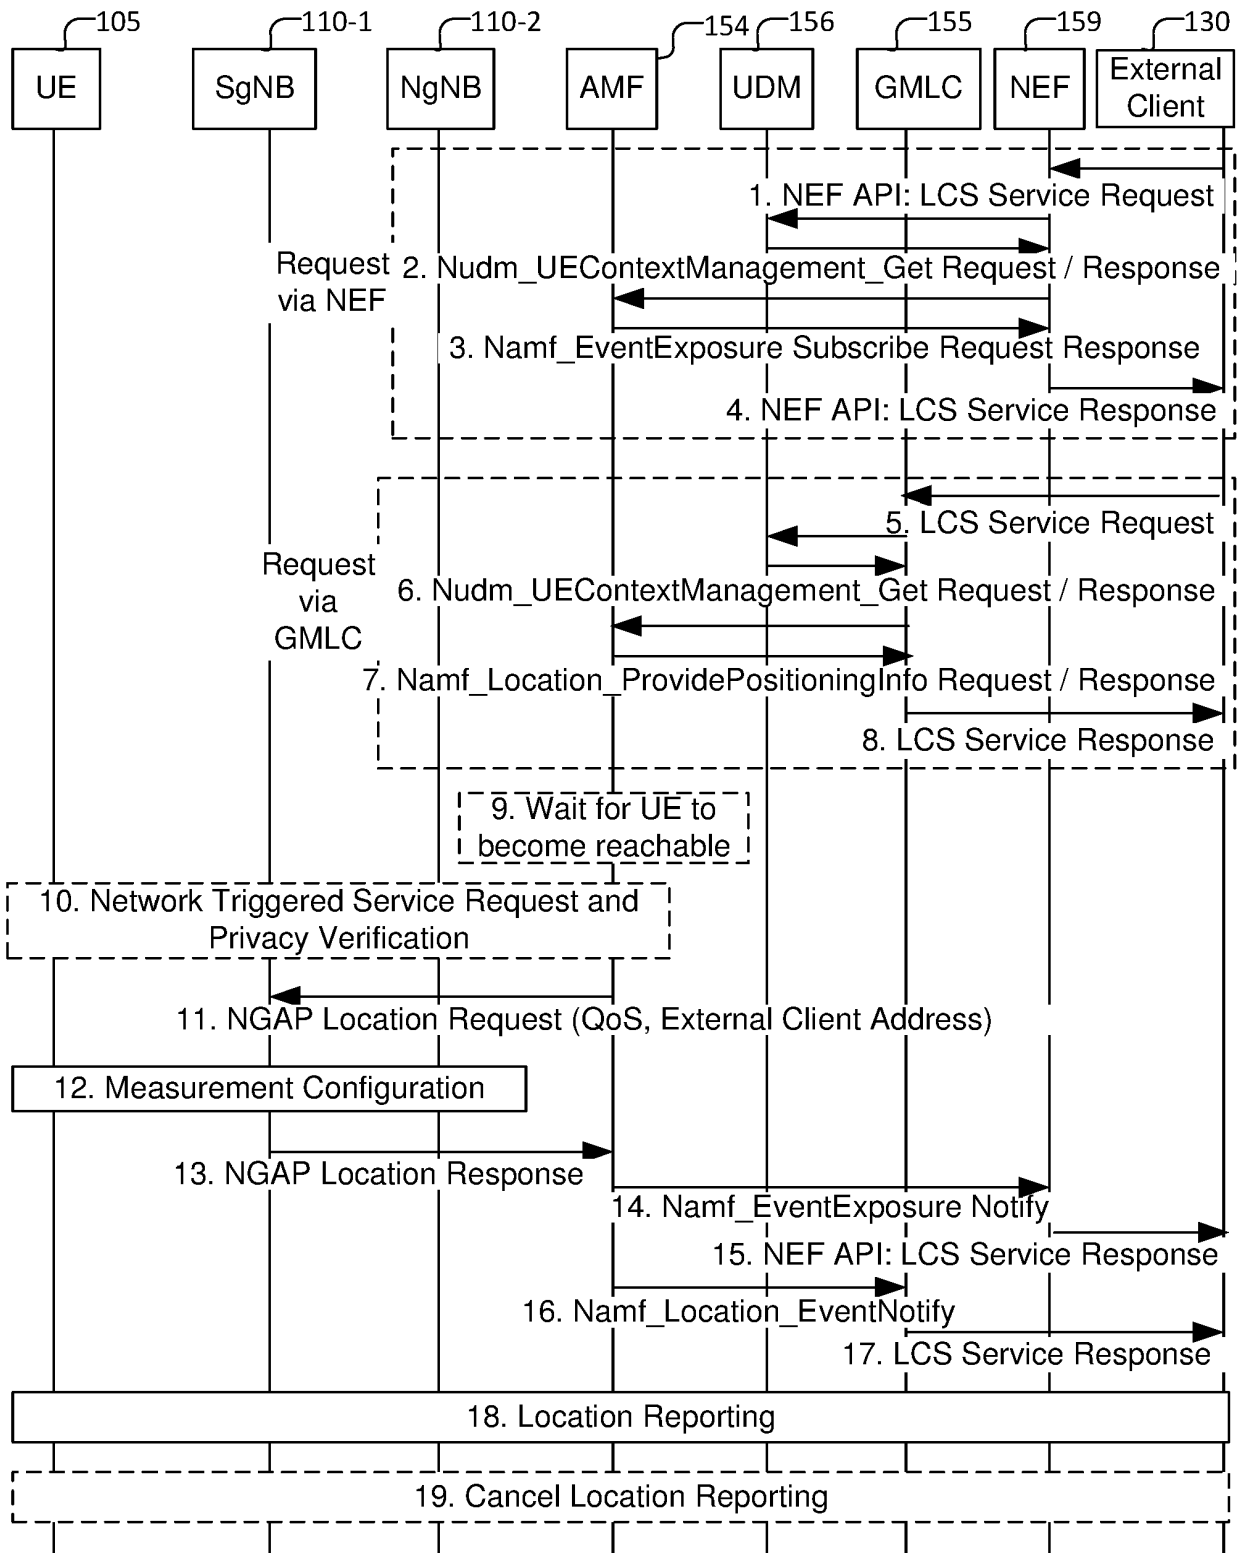 105
110-1
110-2
154
156
155
159
130
UE
SgNB
NgNB
AMF
UDM
GMLC
NEF
External
Client
1. NEF API: LCS Service Request
Request
via NEF
2. Nudm_UEContextManagement_Get Request / Response
3. Namf_EventExposure Subscribe Request Response
4. NEF API: LCS Service Response
5. LCS Service Request
Request
via
GMLC
6. Nudm_UEContextManagement_Get Request / Response
7. Namf_Location_ProvidePositioningInfo Request / Response
8. LCS Service Response
9. Wait for UE to
become reachable
10. Network Triggered Service Request and
Privacy Verification
11. NGAP Location Request (QoS, External Client Address)
12. Measurement Configuration
13. NGAP Location Response
14. Namf_EventExposure Notify
15. NEF API: LCS Service Response
16. Namf_Location_EventNotify
17. LCS Service Response
18. Location Reporting
19. Cancel Location Reporting